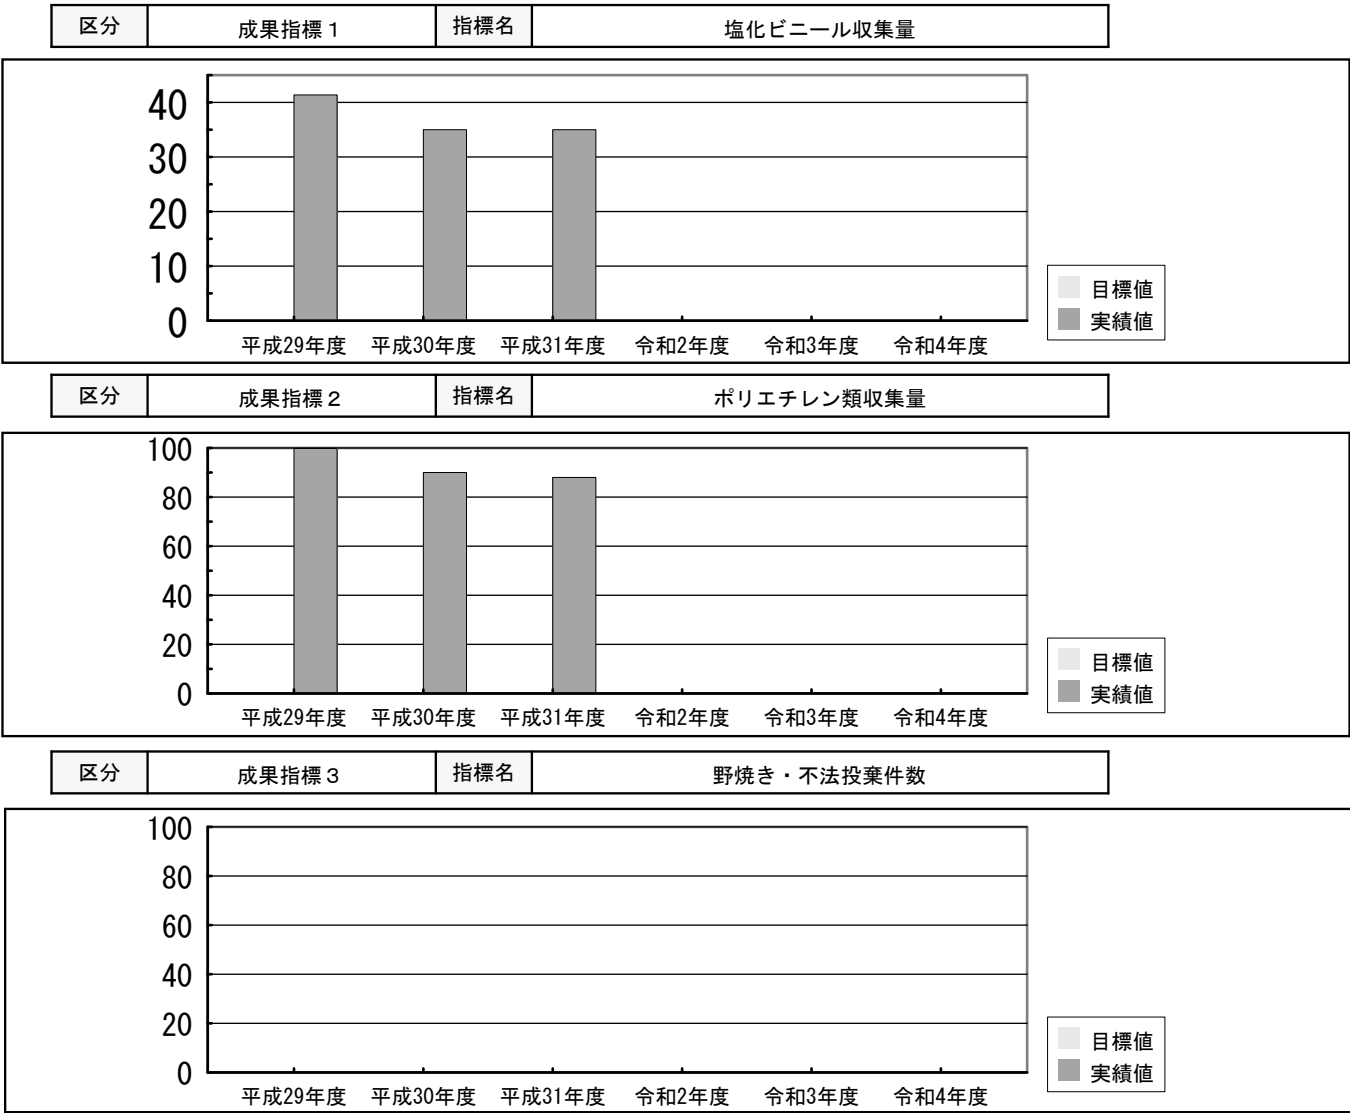 区分 成果指標1 指標名 塩化ビニール収集量
40
30
20
10
0
平成29年度 平成30年度 平成31年度 令和2年度 令和3年度 令和4年度
目標値
実績値
区分 成果指標2 指標名 ポリエチレン類収集量
100
80
60
40
20
0
平成29年度 平成30年度 平成31年度 令和2年度 令和3年度 令和4年度
目標値
実績値
区分 成果指標3 指標名 野焼き・不法投棄件数
100
80
60
40
20
0
平成29年度 平成30年度 平成31年度 令和2年度 令和3年度 令和4年度
目標値
実績値